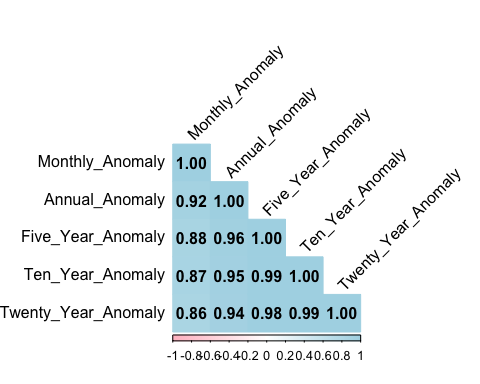 Monthly_Anomaly
Annual_Anomaly
Five_Year_Anomaly
Ten_Year_Anomaly
Twenty_Year_Anomaly
Monthly_Anomaly 1.00
Annual_Anomaly 0.92 1.00
Five_Year_Anomaly 0.88 0.96 1.00
Ten_Year_Anomaly 0.87 0.95 0.99 1.00
Twenty_Year_Anomaly 0.86 0.94 0.98 0.99 1.00
-1 -0.8 -0.6 -0.4 -0.2 0 0.2 0.4 0.6 0.8 1